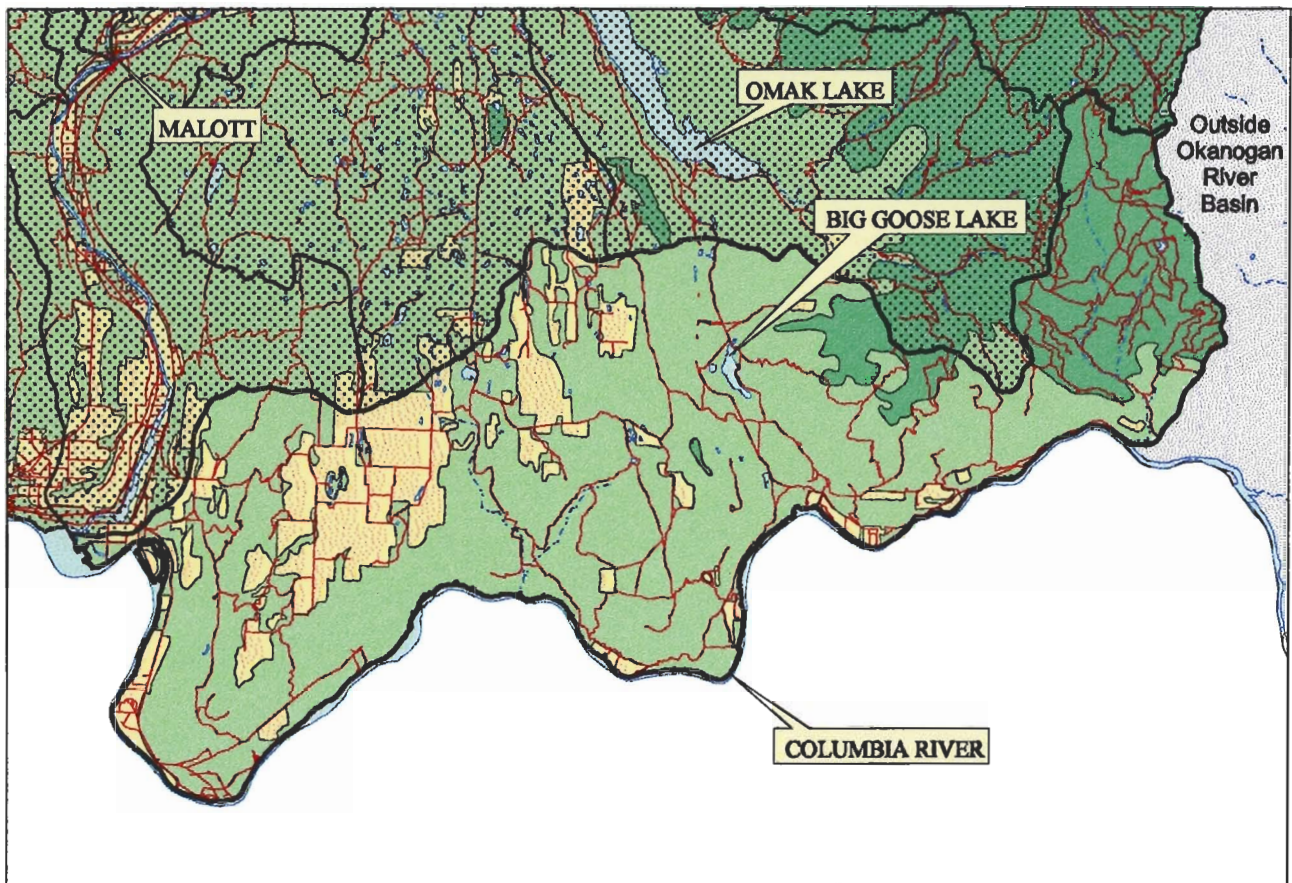 OMAK LAKE
MALOTT
Outside
Okanogan
River
Basin
BIG GOOSE LAKE
COLUMBIA RIVER